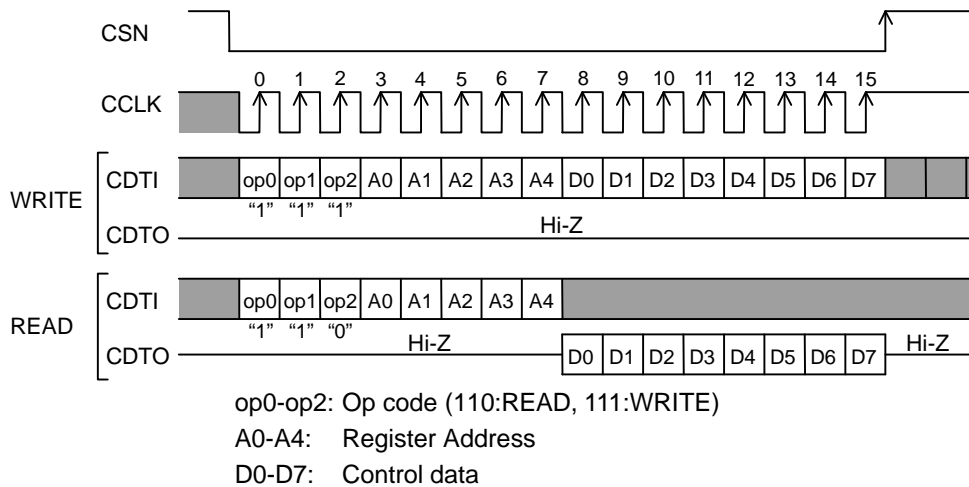 CSN
0 1 2 3 4 5 6 7 8 9 10 11 12 13 14 15
CCLK
WRITE
CDTI op0 op1 op2 A0 A1 A2 A3 A4 D0 D1 D2 D3 D4 D5 D6 D7
“1” “1” “1”
Hi-Z
CDTO
READ
CDTI op0 op1 op2 A0 A1 A2 A3 A4
“1” “1” “0”
Hi-Z Hi-Z
CDTO D0 D1 D2 D3 D4 D5 D6 D7
op0-op2: Op code (110:READ, 111:WRITE)
A0-A4: Register Address
D0-D7: Control data